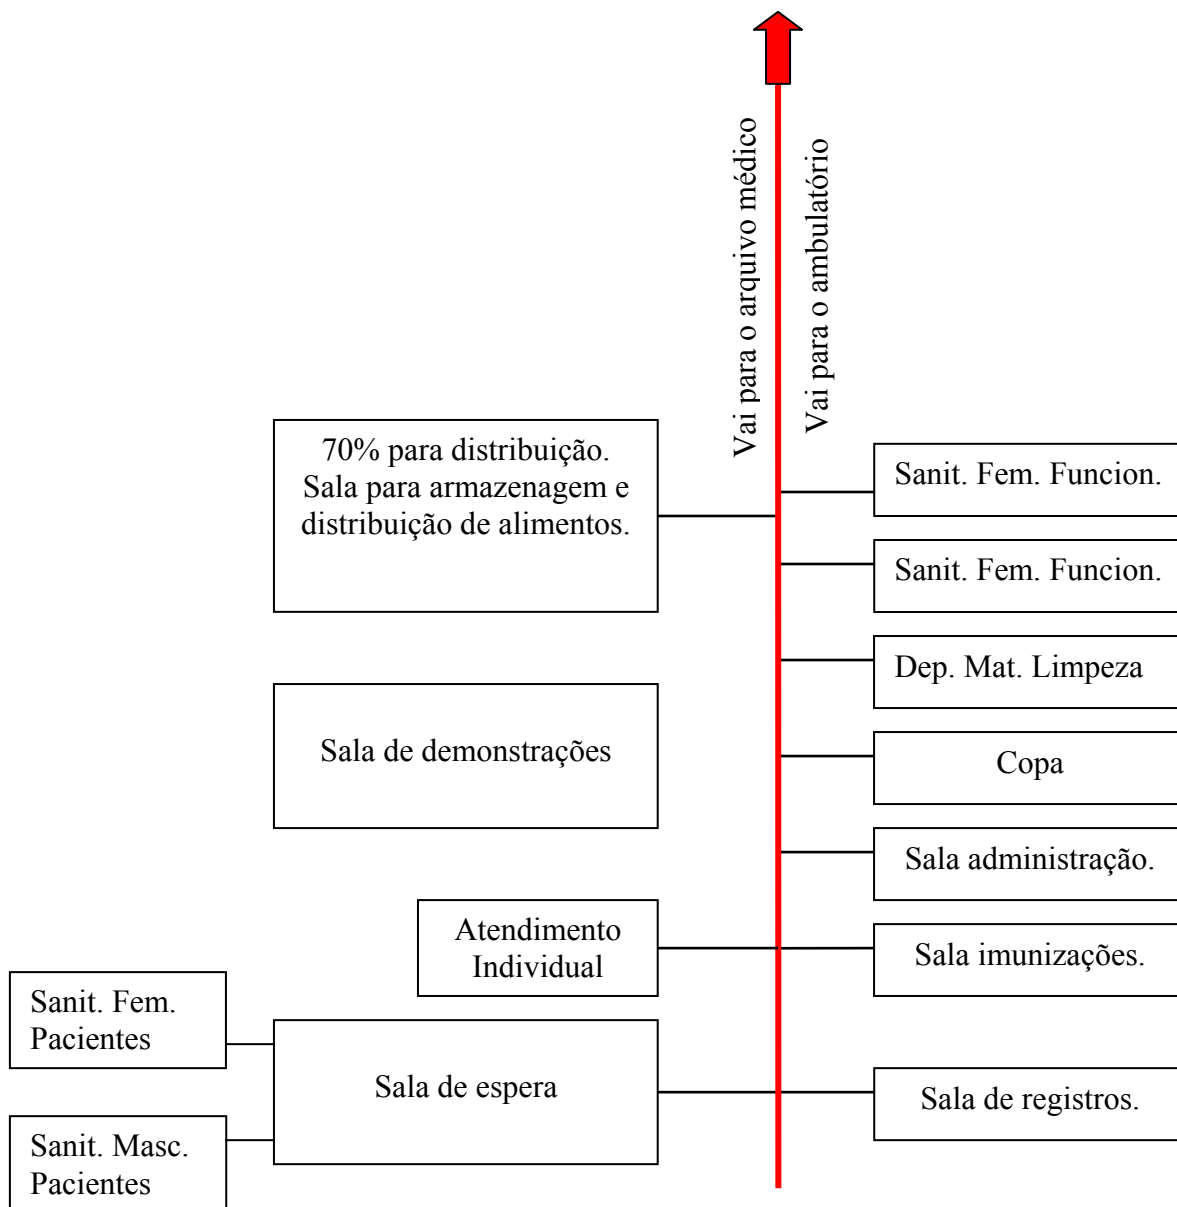 Vai para o arquivo médico
Vai para o ambulatório
70% para distribuição.
Sala para armazenagem e
distribuição de alimentos.
Sanit. Fem. Funcion.
Sanit. Fem. Funcion.
Dep. Mat. Limpeza
Sala de demonstrações
Copa
Sala administração.
Atendimento
Individual
Sala imunizações.
Sanit. Fem.
Pacientes
Sala de espera
Sala de registros.
Sanit. Masc.
Pacientes